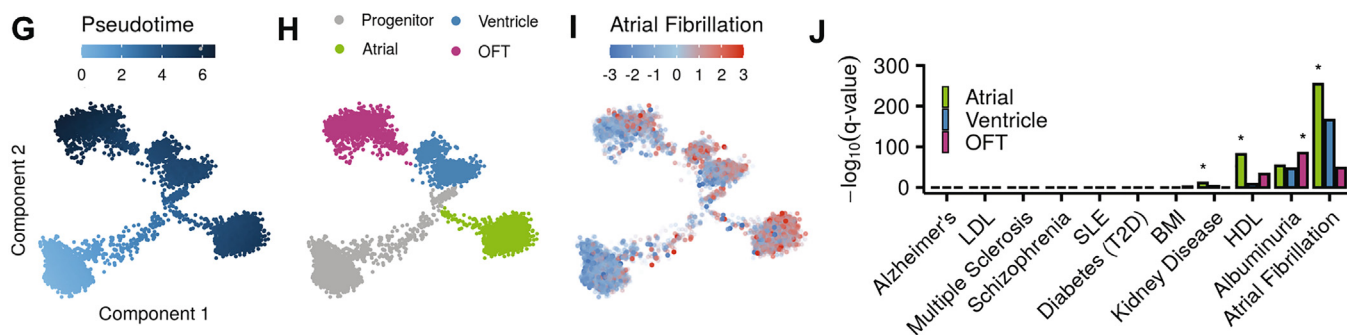 G
Pseudotime
0 2 4 6
Component 2
Component 1
H
Progenitor
Ventricle
Atrial
OFT
I
Atrial Fibrillation
-3 -2 -1 0 1 2 3
J
−log10(q-value)
300
200
100
0
Atrial
Ventricle
OFT
* * * *
Alzheimer's
LDL
Multiple Sclerosis
Schizophrenia
SLE
Diabetes (T2D)
BMI
Kidney Disease
HDL
Albuminuria
Atrial Fibrillation